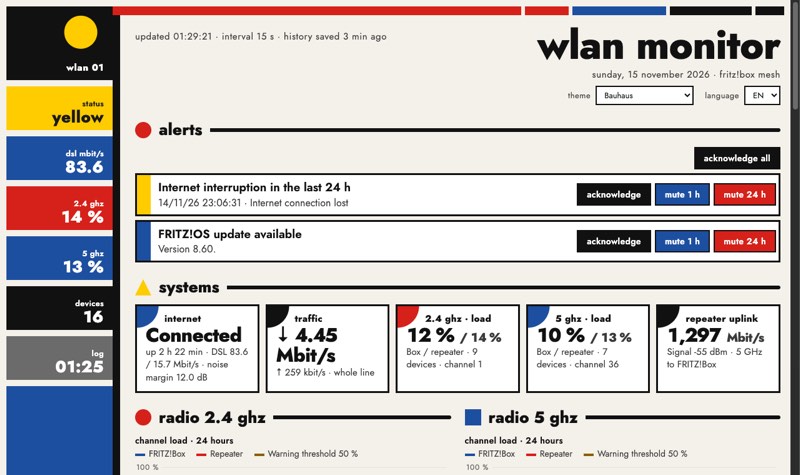 wlan 01
status
yellow
dsl mbit/s
83.6
2.4 ghz
14 %
5 ghz
13 %
devices
16
log
01:25
updated 01:29:21 · interval 15 s · history saved 3 min ago
wlan monitor
sunday, 15 november 2026 · fritz!box mesh
theme Bauhaus language EN
alerts
acknowledge all
Internet interruption in the last 24 h
14/11/26 23:06:31 · Internet connection lost
acknowledge mute 1 h mute 24 h
FRITZ!OS update available
Version 8.60.
acknowledge mute 1 h mute 24 h
systems
internet
Connected
up 2 h 22 min · DSL 83.6
/ 15.7 Mbit/s · noise
margin 12.0 dB
traffic
↓ 4.45
Mbit/s
↑ 259 kbit/s · whole line
2.4 ghz · load
12 % / 14 %
Box / repeater · 9
devices · channel 1
5 ghz · load
10 % / 13 %
Box / repeater · 7
devices · channel 36
repeater uplink
1,297 Mbit/s
Signal -55 dBm · 5 GHz
to FRITZ!Box
radio 2.4 ghz
channel load · 24 hours
FRITZ!Box Repeater Warning threshold 50 %
100 %
radio 5 ghz
channel load · 24 hours
FRITZ!Box Repeater Warning threshold 50 %
100 %